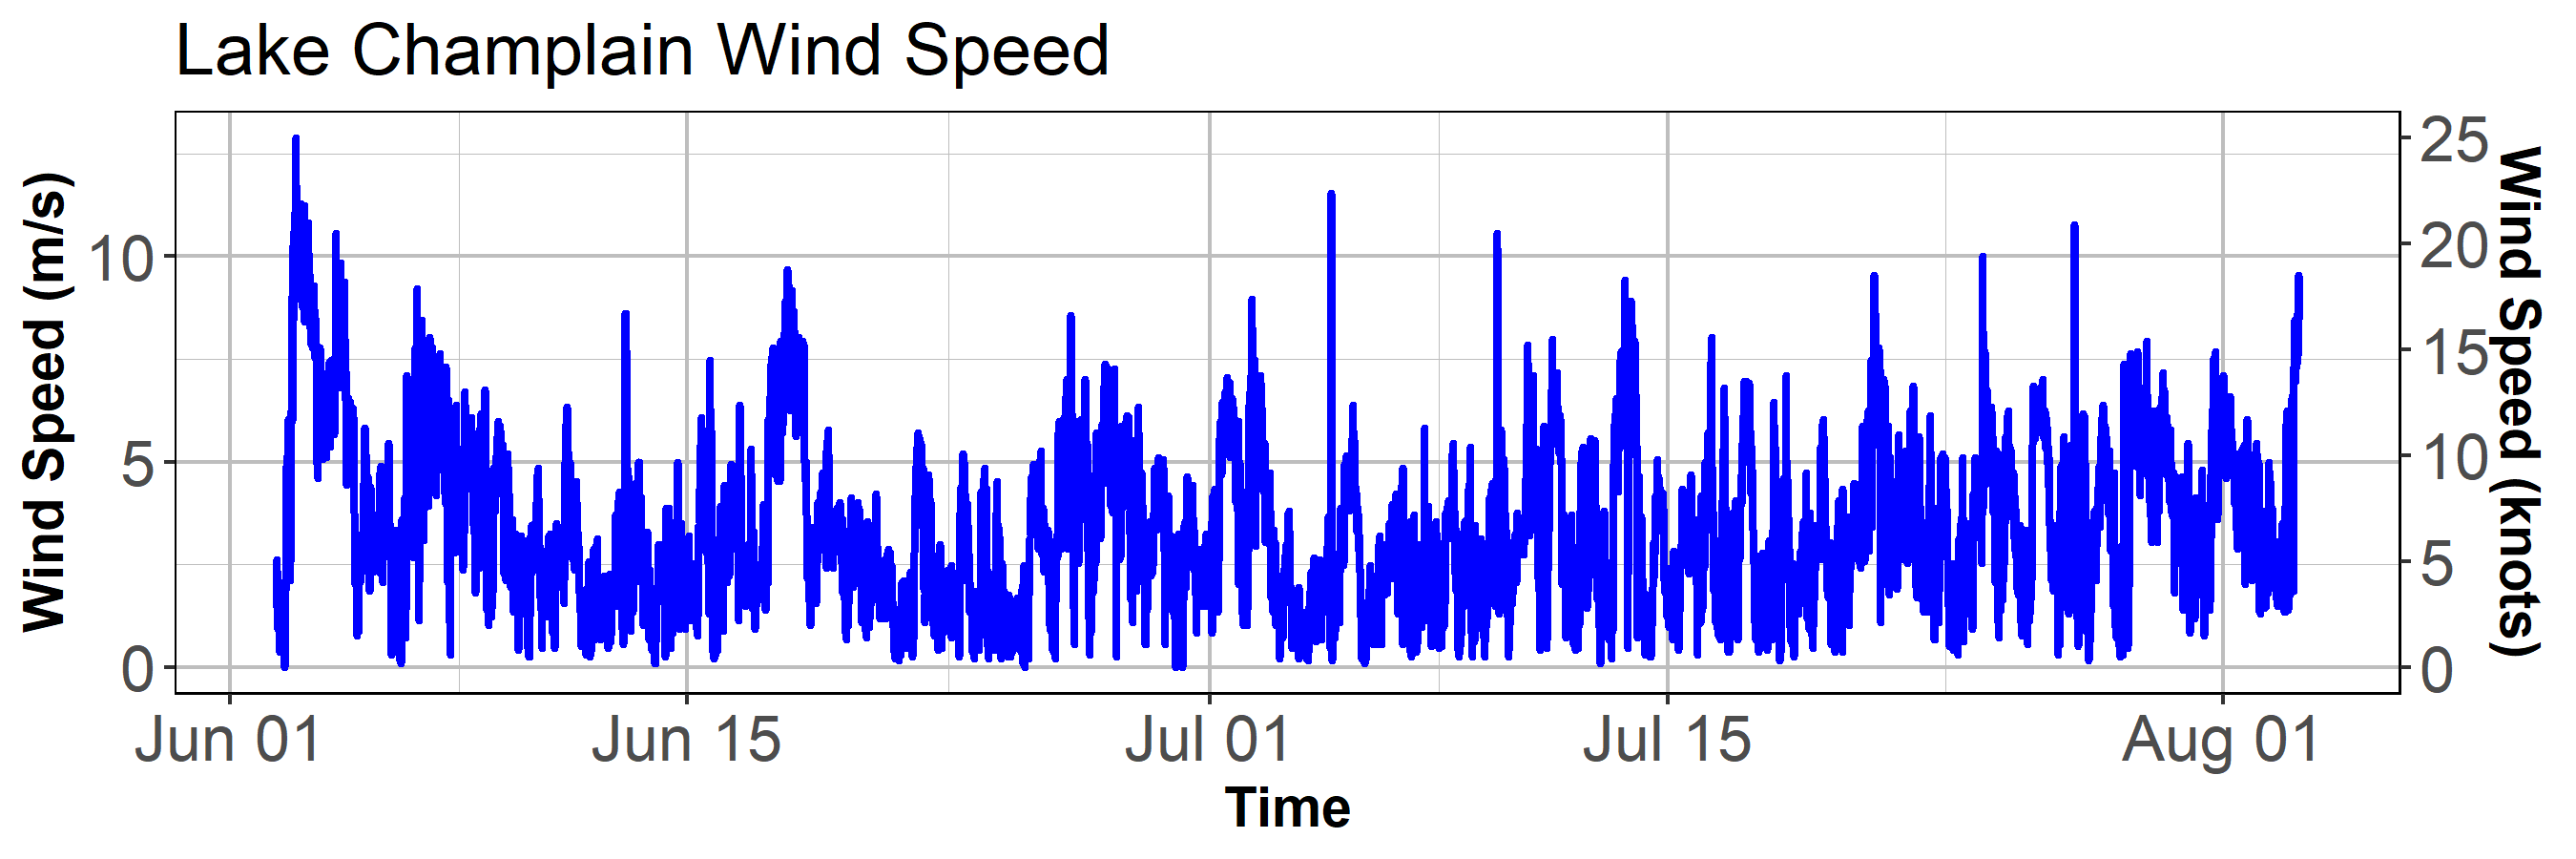 Lake Champlain Wind Speed
Wind Speed (m/s)
10
5
0
25
20
15
10
5
0
Wind Speed (knots)
Jun 01 Jun 15 Jul 01 Jul 15 Aug 01
Time